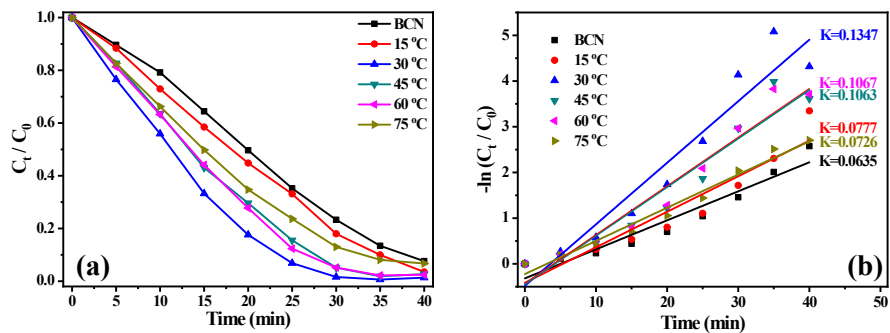 1.0
0.8
0.6
0.4
0.2
0.0
Ct / C0
0
5
10
15
20
25
30
35
40
Time (min)
BCN
15 °C
30 °C
45 °C
60 °C
75 °C
(a)
5
4
3
2
1
0
-ln (Ct / C0)
0
10
20
30
40
50
Time (min)
BCN
15 °C
30 °C
45 °C
60 °C
75 °C
K=0.1347
K=0.1067
K=0.1063
K=0.0777
K=0.0726
K=0.0635
(b)